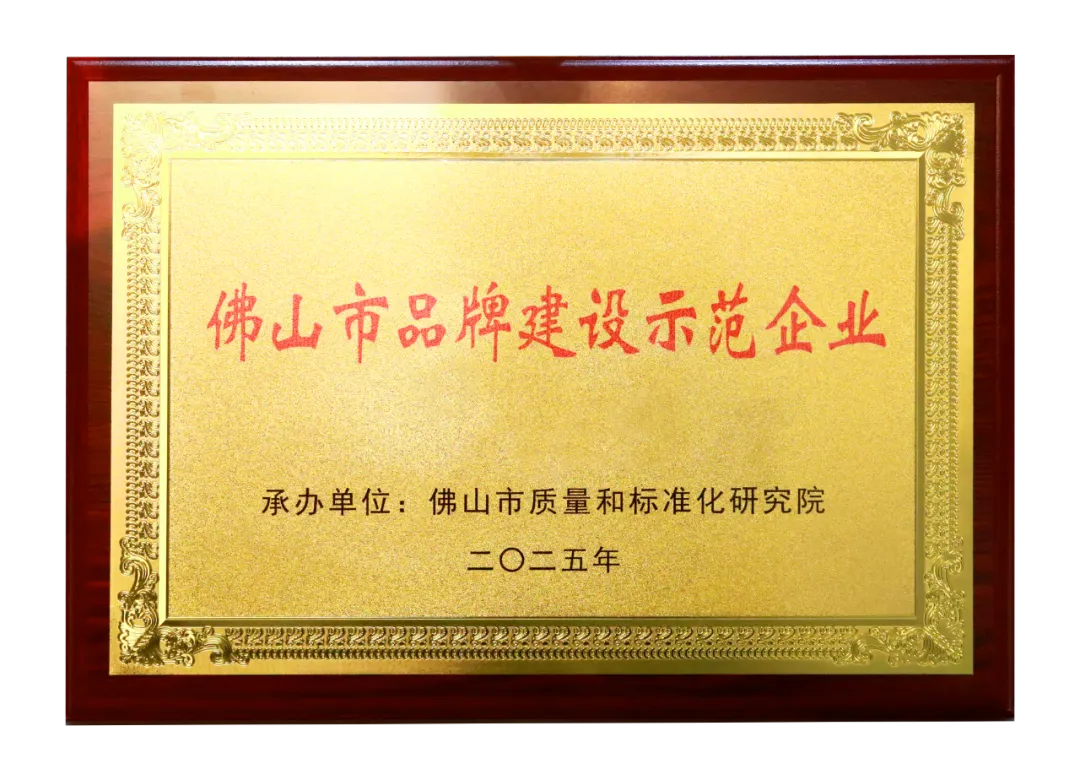 佛山市品牌建设示范企业
承办单位：佛山市质量和标准化研究院
二〇二五年